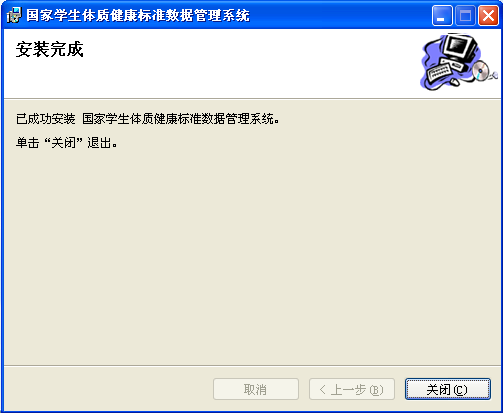 国家学生体质健康标准数据管理系统
安装完成
已成功安装 国家学生体质健康标准数据管理系统。
单击“关闭”退出。
取消
< 上一步(B)
关闭(C)